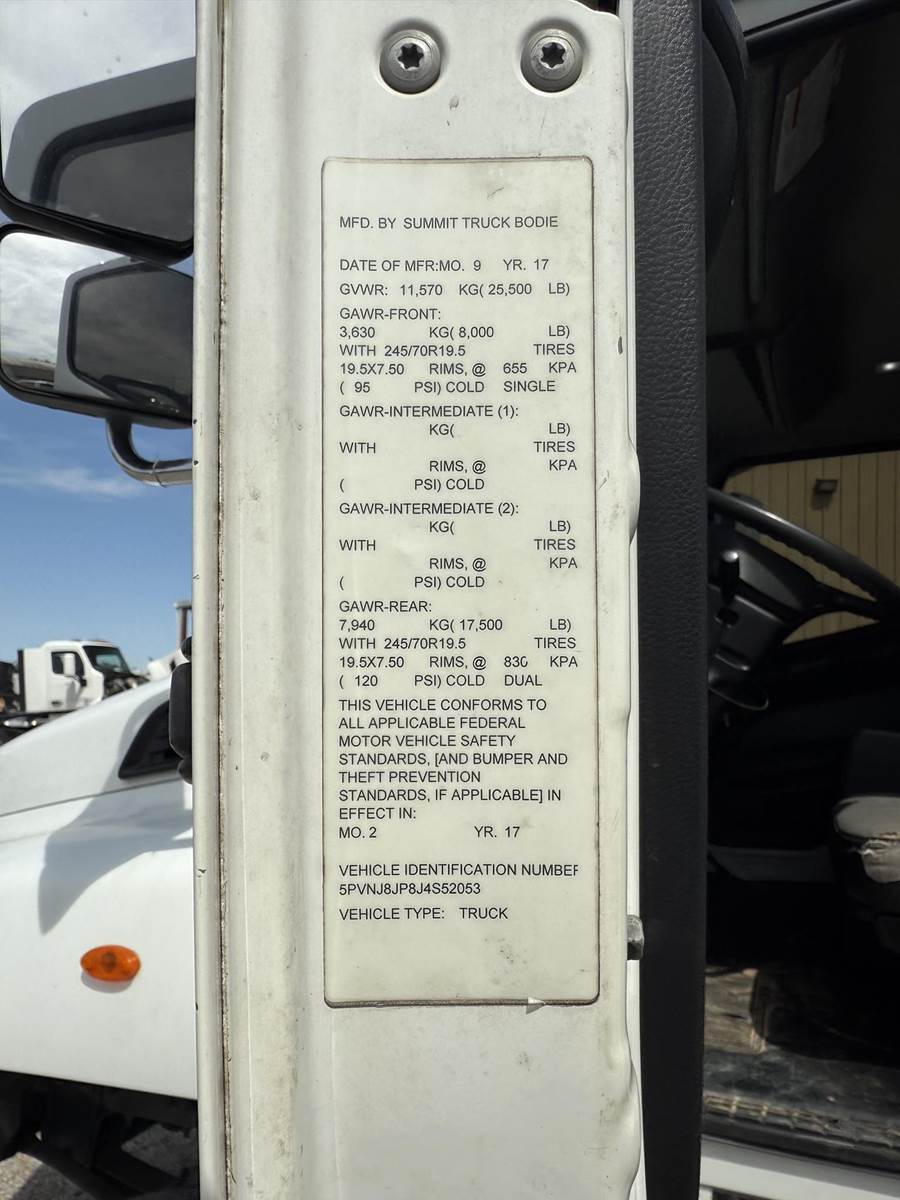 MFD. BY SUMMIT TRUCK BODIE
DATE OF MFR:MO. 9 YR. 17
GVWR: 11,570 KG( 25,500 LB)
GAWR-FRONT:
3,630 KG( 8,000 LB)
WITH 245/70R19.5 TIRES
19.5X7.50 RIMS, @ 655 KPA
( 95 PSI) COLD SINGLE
GAWR-INTERMEDIATE (1):
KG( LB)
WITH TIRES
RIMS, @ KPA
( PSI) COLD
GAWR-INTERMEDIATE (2):
KG( LB)
WITH TIRES
RIMS, @ KPA
( PSI) COLD
GAWR-REAR:
7,940 KG( 17,500 LB)
WITH 245/70R19.5 TIRES
19.5X7.50 RIMS, @ 830 KPA
( 120 PSI) COLD DUAL
THIS VEHICLE CONFORMS TO
ALL APPLICABLE FEDERAL
MOTOR VEHICLE SAFETY
STANDARDS, [AND BUMPER AND
THEFT PREVENTION
STANDARDS, IF APPLICABLE] IN
EFFECT IN:
MO. 2 YR. 17
VEHICLE IDENTIFICATION NUMBER
5PVNJ8JP8J4S52053
VEHICLE TYPE: TRUCK